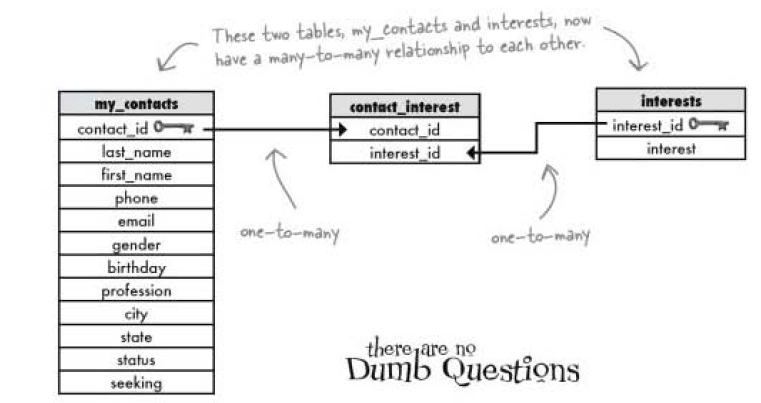 These two tables, my_contacts and interests, now
have a many-to-many relationship to each other.
my_contacts
contact_id
last_name
first_name
phone
email
gender
birthday
profession
city
state
status
seeking
contact_interest
contact_id
interest_id
interests
interest_id
interest
one-to-many
one-to-many
there are no
Dumb Questions